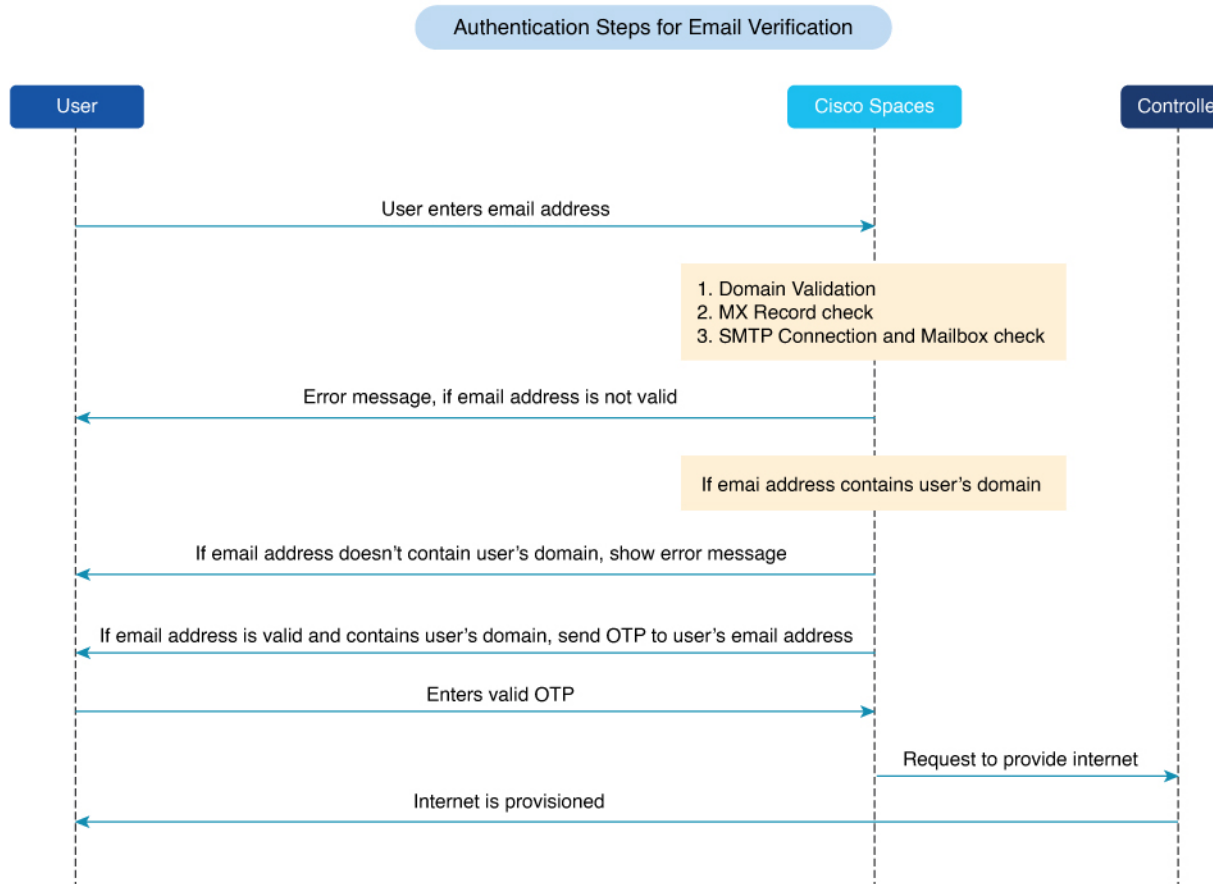 Authentication Steps for Email Verification
User
Cisco Spaces
Controlle
User enters email address
1. Domain Validation
2. MX Record check
3. SMTP Connection and Mailbox check
Error message, if email address is not valid
If emai address contains user’s domain
If email address doesn’t contain user’s domain, show error message
If email address is valid and contains user’s domain, send OTP to user’s email address
Enters valid OTP
Request to provide internet
Internet is provisioned